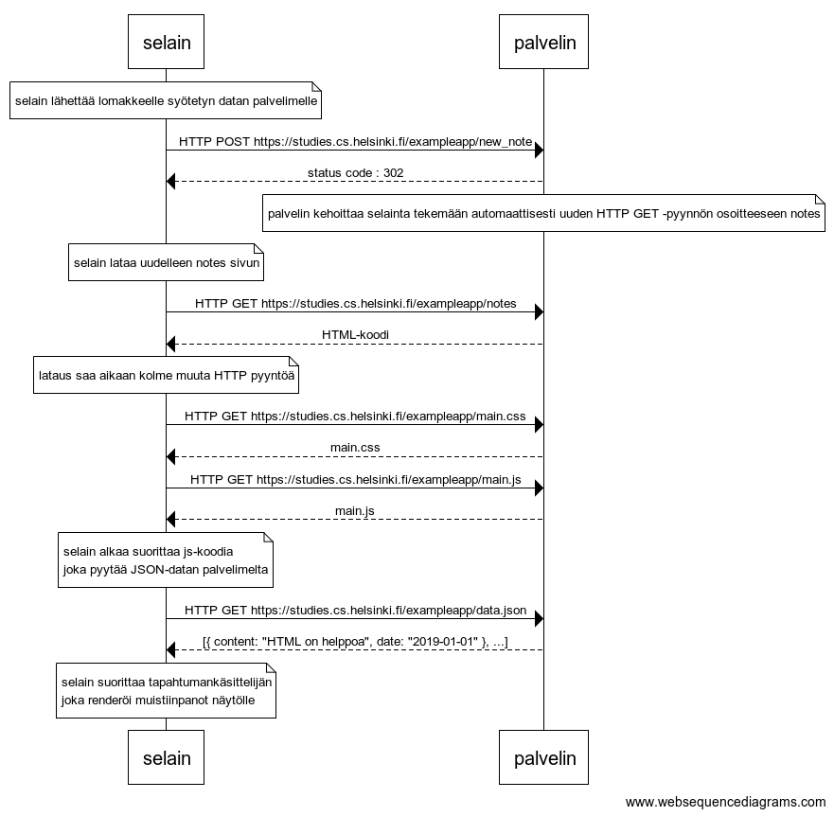 selain
palvelin
selain lähettää lomakkeelle syötetyn datan palvelimelle
HTTP POST https://studies.cs.helsinki.fi/exampleapp/new_note
status code : 302
palvelin kehoittaa selainta tekemään automaattisesti uuden HTTP GET -pyynnön osoitteeseen notes
selain lataa uudelleen notes sivun
HTTP GET https://studies.cs.helsinki.fi/exampleapp/notes
HTML-koodi
lataus saa aikaan kolme muuta HTTP pyyntöä
HTTP GET https://studies.cs.helsinki.fi/exampleapp/main.css
main.css
HTTP GET https://studies.cs.helsinki.fi/exampleapp/main.js
main.js
selain alkaa suorittaa js-koodia
joka pyytää JSON-datan palvelimelta
HTTP GET https://studies.cs.helsinki.fi/exampleapp/data.json
[{ content: "HTML on helppoa", date: "2019-01-01" }, ...]
selain suorittaa tapahtumankäsittelijän
joka renderöi muistiinpanot näytölle
selain
palvelin
www.websequencediagrams.com